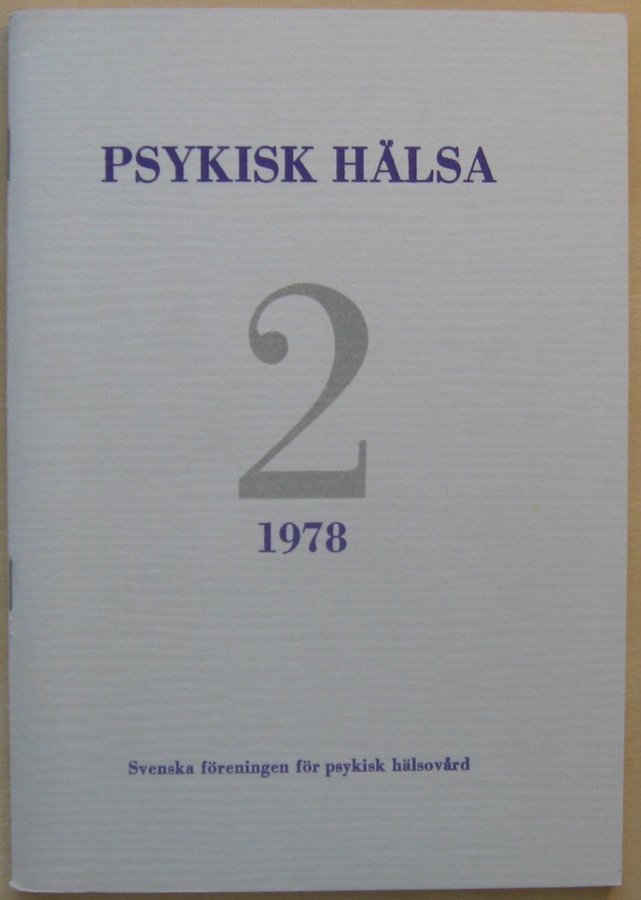 PSYKISK HÄLSA
2
1978
Svenska föreningen för psykisk hälsovård